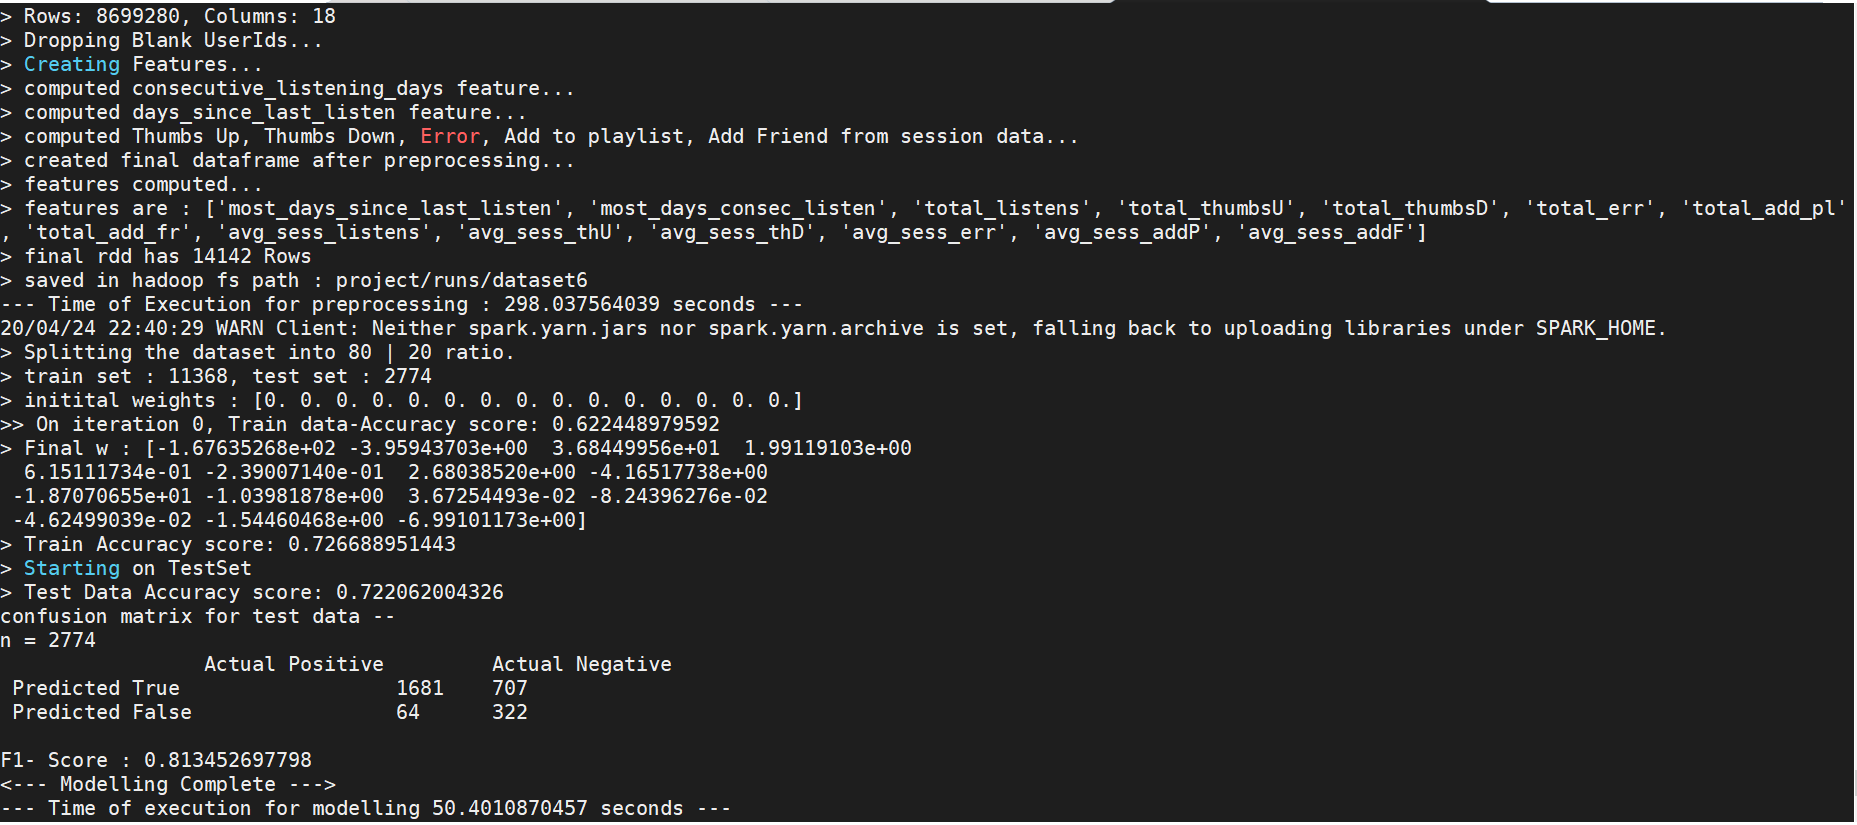 > Rows: 8699280, Columns: 18
> Dropping Blank UserIds...
> Creating Features...
> computed consecutive_listening_days feature...
> computed days_since_last_listen feature...
> computed Thumbs Up, Thumbs Down, Error, Add to playlist, Add Friend from session data...
> created final dataframe after preprocessing...
> features computed...
> features are : ['most_days_since_last_listen', 'most_days_consec_listen', 'total_listens', 'total_thumbsU', 'total_thumbsD', 'total_err', 'total_add_pl'
, 'total_add_fr', 'avg_sess_listens', 'avg_sess_thU', 'avg_sess_thD', 'avg_sess_err', 'avg_sess_addP', 'avg_sess_addF']
> final rdd has 14142 Rows
> saved in hadoop fs path : project/runs/dataset6
--- Time of Execution for preprocessing : 298.037564039 seconds ---
20/04/24 22:40:29 WARN Client: Neither spark.yarn.jars nor spark.yarn.archive is set, falling back to uploading libraries under SPARK_HOME.
> Splitting the dataset into 80 | 20 ratio.
> train set : 11368, test set : 2774
> initital weights : [0. 0. 0. 0. 0. 0. 0. 0. 0. 0. 0. 0. 0. 0. 0.]
>> On iteration 0, Train data-Accuracy score: 0.622448979592
> Final w : [-1.67635268e+02 -3.95943703e+00  3.68449956e+01  1.99119103e+00
  6.15111734e-01 -2.39007140e-01  2.68038520e+00 -4.16517738e+00
 -1.87070655e+01 -1.03981878e+00  3.67254493e-02 -8.24396276e-02
 -4.62499039e-02 -1.54460468e+00 -6.99101173e+00]
> Train Accuracy score: 0.726688951443
> Starting on TestSet
> Test Data Accuracy score: 0.722062004326
confusion matrix for test data --
n = 2774
                 Actual Positive         Actual Negative
 Predicted True                  1681    707
 Predicted False                 64      322
F1- Score : 0.813452697798
<--- Modelling Complete --->
--- Time of execution for modelling 50.4010870457 seconds ---